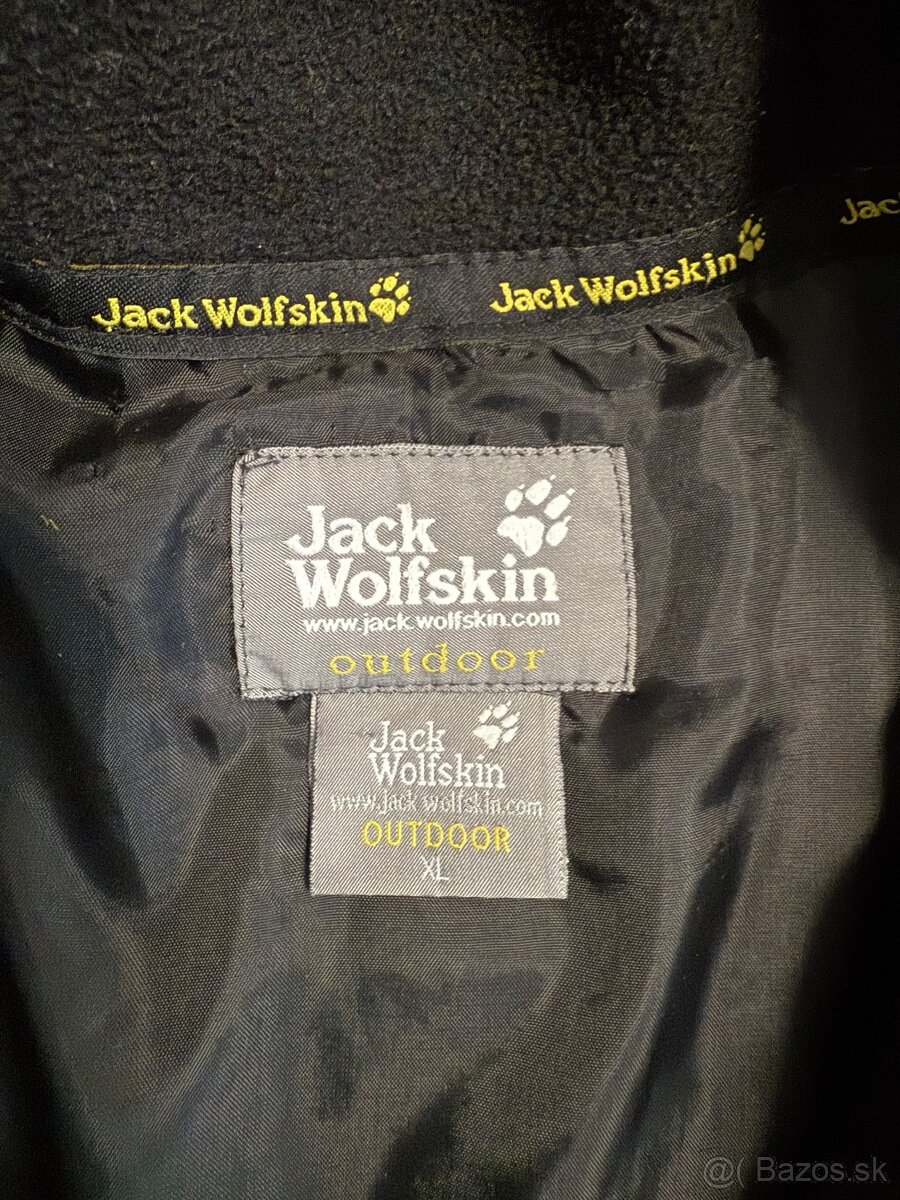 Jack Wolfskin Jack Wolfskin Jac
Jack
Wolfskin
www.jack.wolfskin.com
outdoor
Jack
Wolfskin
www.jack wolfskin.com
OUTDOOR
XL
@( Bazos.sk